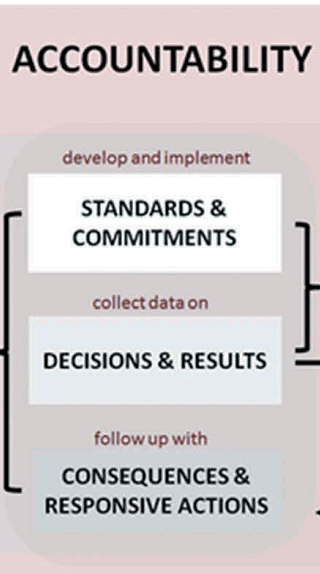 ACCOUNTABILITY
develop and implement
STANDARDS &
COMMITMENTS
collect data on
DECISIONS & RESULTS
follow up with
CONSEQUENCES &
RESPONSIVE ACTIONS